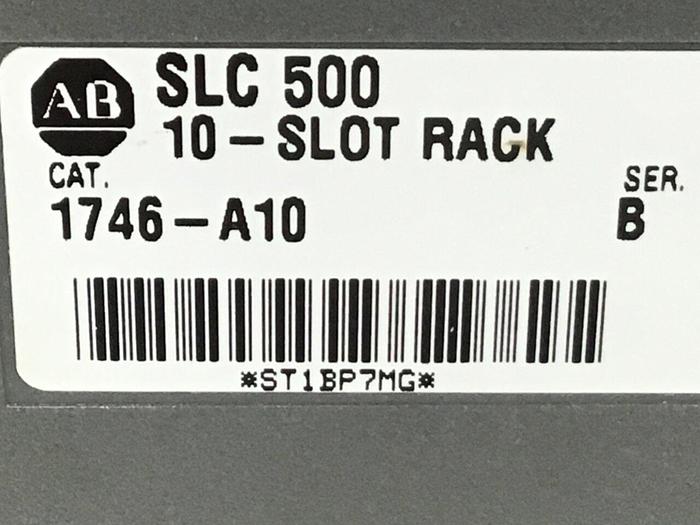 AB
SLC 500
10-SLOT RACK
CAT.
SER.
1746-A10
B
*ST1BP7MG*